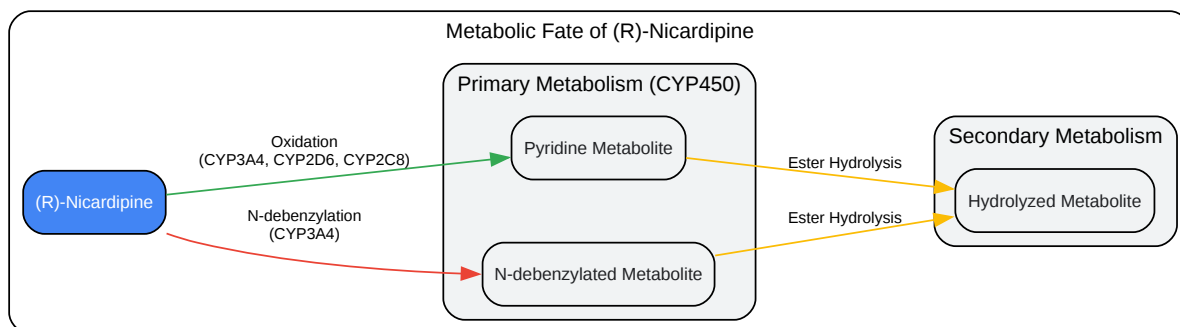 Metabolic Fate of (R)-Nicardipine
Primary Metabolism (CYP450)
Oxidation
(CYP3A4, CYP2D6, CYP2C8)
Pyridine Metabolite
Secondary Metabolism
Ester Hydrolysis
(R)-Nicardipine
Hydrolyzed Metabolite
N-debenzylation
(CYP3A4)
Ester Hydrolysis
N-debenzylated Metabolite